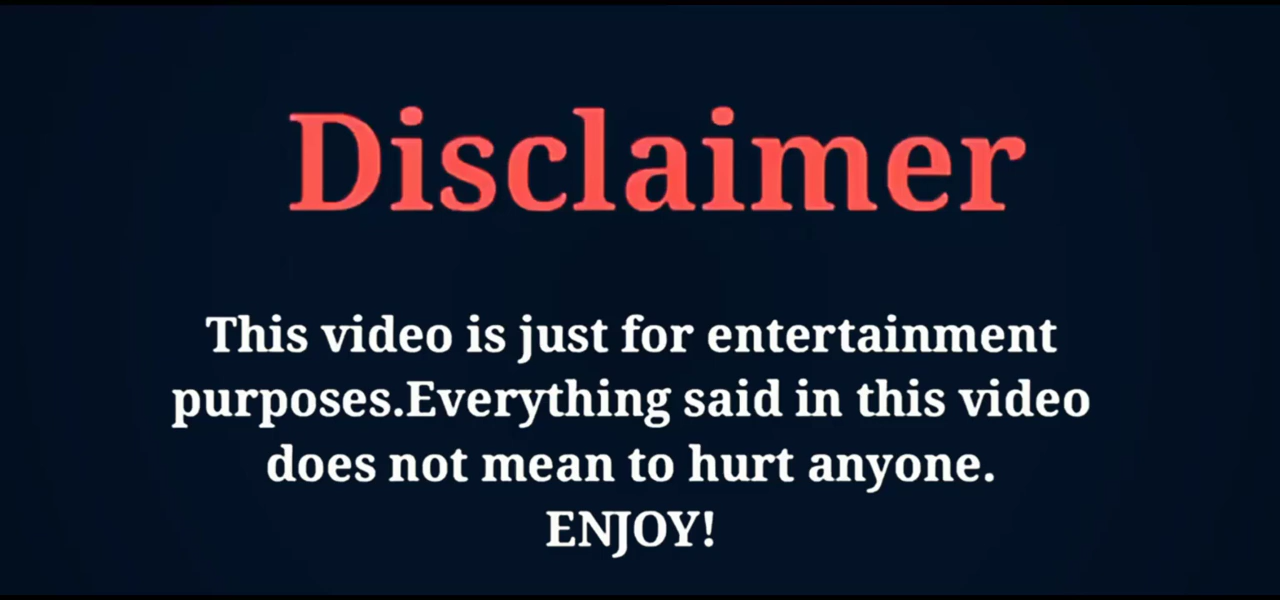 Disclaimer
This video is just for entertainment
purposes.Everything said in this video
does not mean to hurt anyone.
ENJOY!